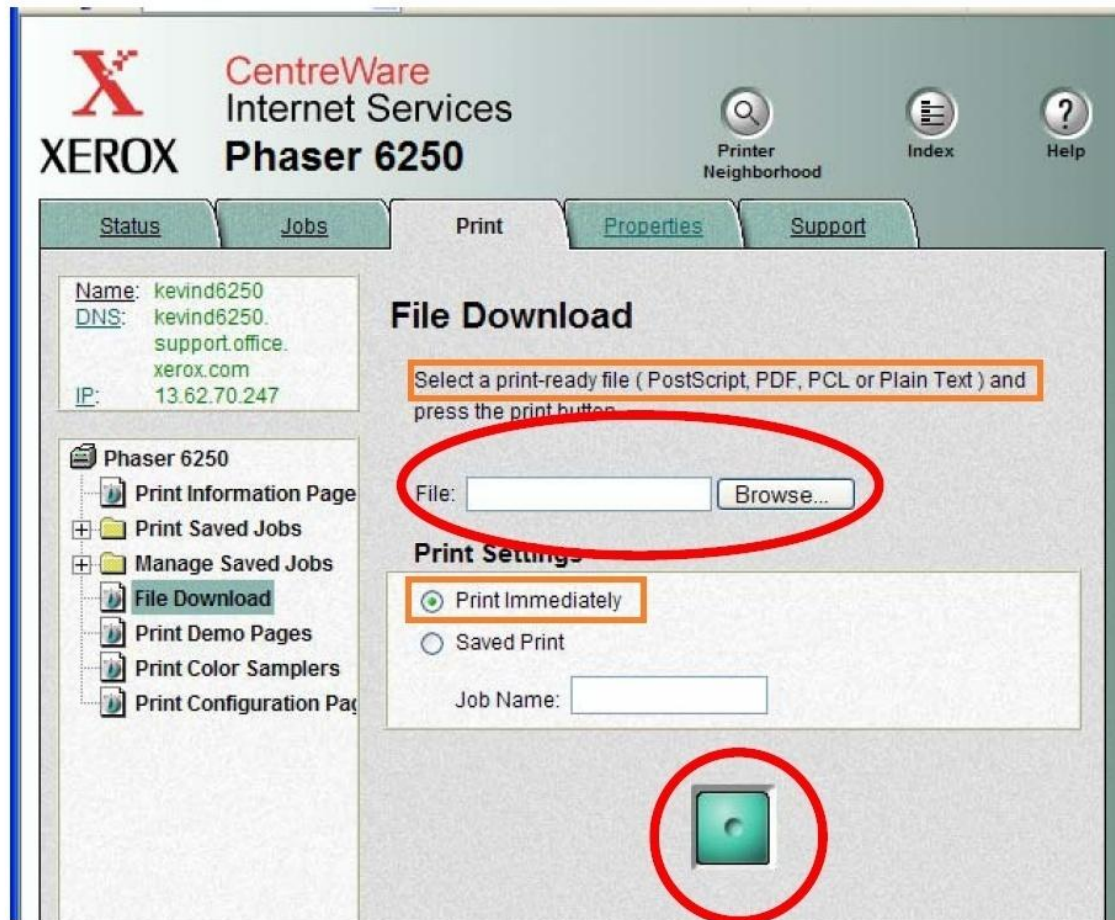 CentreWare
Internet Services
XEROX Phaser 6250
Printer Neighborhood
Index
Help
Status
Jobs
Print
Properties
Support
Name: kevind6250
DNS: kevind6250.
support.office.
xerox.com
IP: 13.62.70.247
Phaser 6250
Print Information Page
Print Saved Jobs
Manage Saved Jobs
File Download
Print Demo Pages
Print Color Samplers
Print Configuration Pag
File Download
Select a print-ready file ( PostScript, PDF, PCL or Plain Text ) and
press the print button
File:
Browse...
Print Settings
Print Immediately
Saved Print
Job Name: